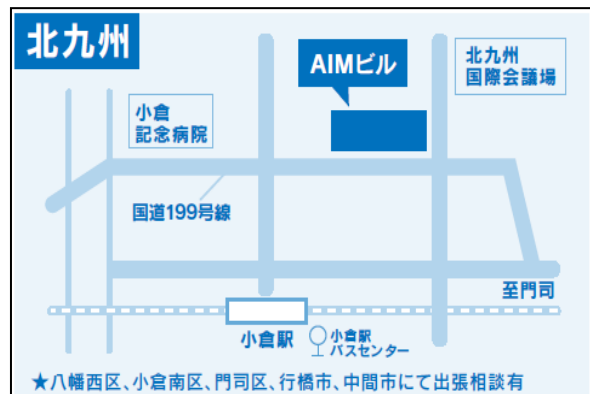 北九州
AIMビル
北九州
国際会議場
小倉
記念病院
国道199号線
至門司
小倉駅
小倉駅
バスセンター
★八幡西区、小倉南区、門司区、行橋市、中間市にて出張相談有